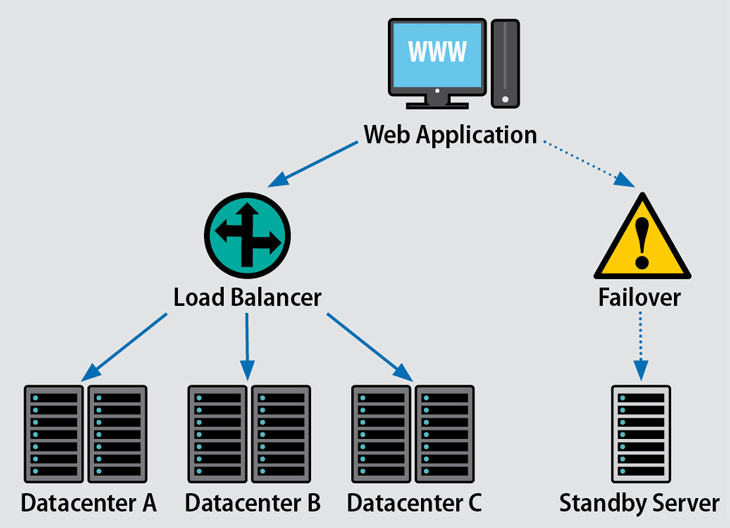 WWW
Web Application
Load Balancer
Failover
Datacenter A
Datacenter B
Datacenter C
Standby Server